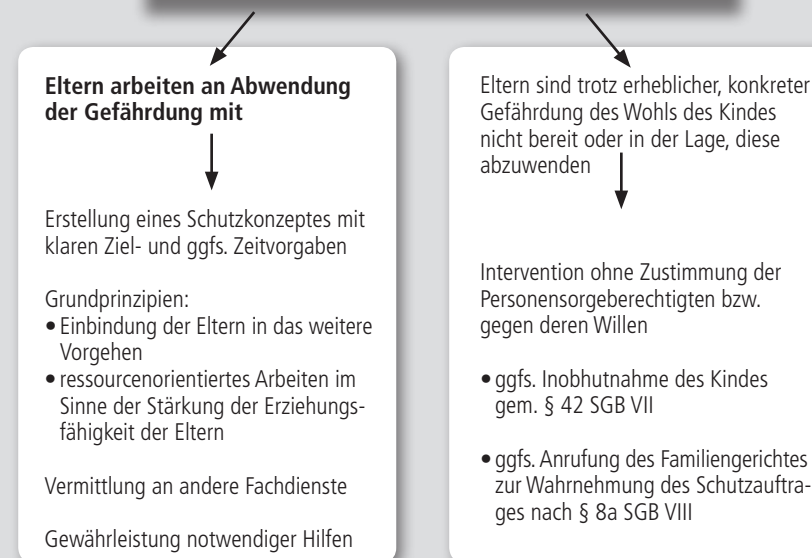 Eltern arbeiten an Abwendung
der Gefährdung mit
Erstellung eines Schutzkonzeptes mit
klaren Ziel- und ggfs. Zeitvorgaben
Grundprinzipien:
• Einbindung der Eltern in das weitere
Vorgehen
• ressourcenorientiertes Arbeiten im
Sinne der Stärkung der Erziehungs-
fähigkeit der Eltern
Vermittlung an andere Fachdienste
Gewährleistung notwendiger Hilfen
Eltern sind trotz erheblicher, konkreter
Gefährdung des Wohls des Kindes
nicht bereit oder in der Lage, diese
abzuwenden
Intervention ohne Zustimmung der
Personensorgeberechtigten bzw.
gegen deren Willen
• ggfs. Inobhutnahme des Kindes
gem. § 42 SGB VII
• ggfs. Anrufung des Familiengerichtes
zur Wahrnehmung des Schutzauftra-
ges nach § 8a SGB VIII